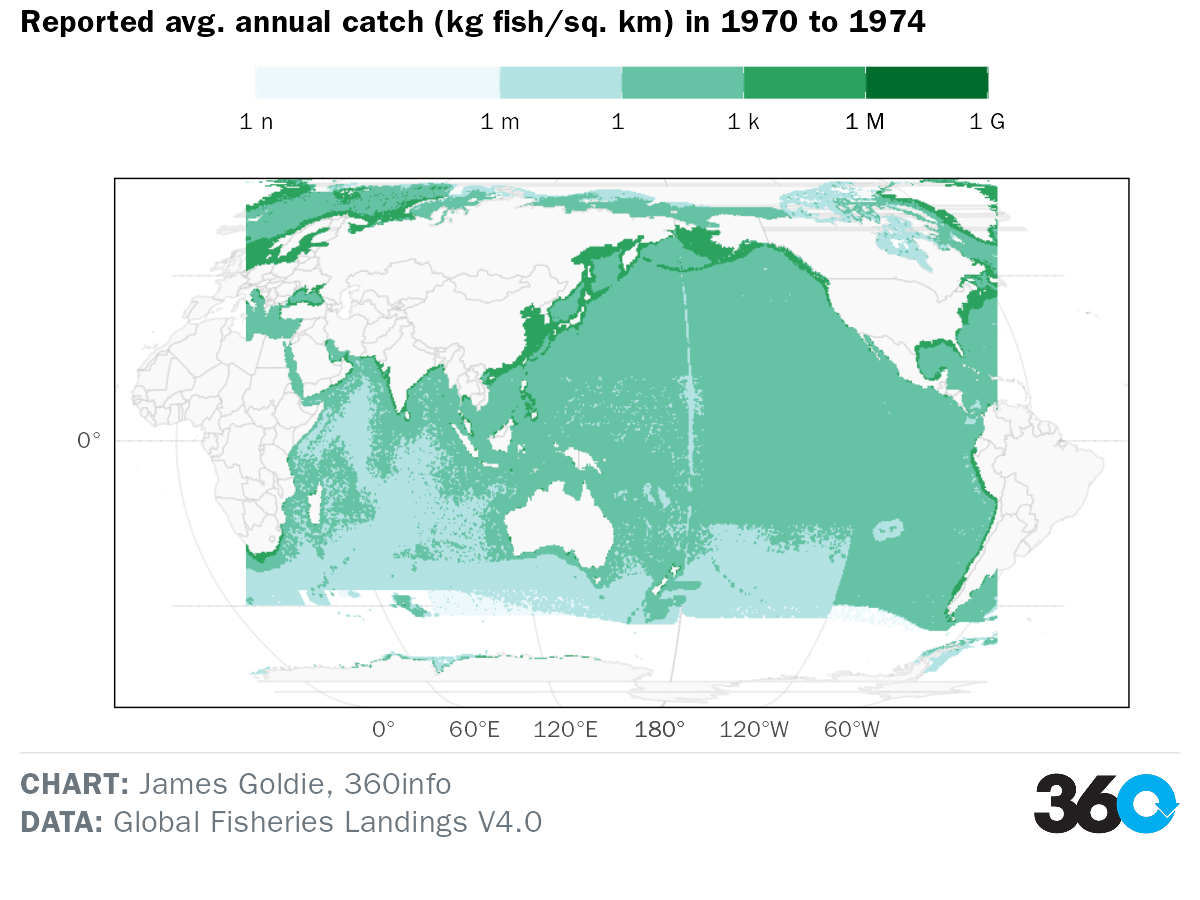 Reported avg. annual catch (kg fish/sq. km) in 1970 to 1974
1 n 1 m 1 1 k 1 M 1 G
0°
0° 60°E 120°E 180° 120°W 60°W
CHART: James Goldie, 360info
DATA: Global Fisheries Landings V4.0
360